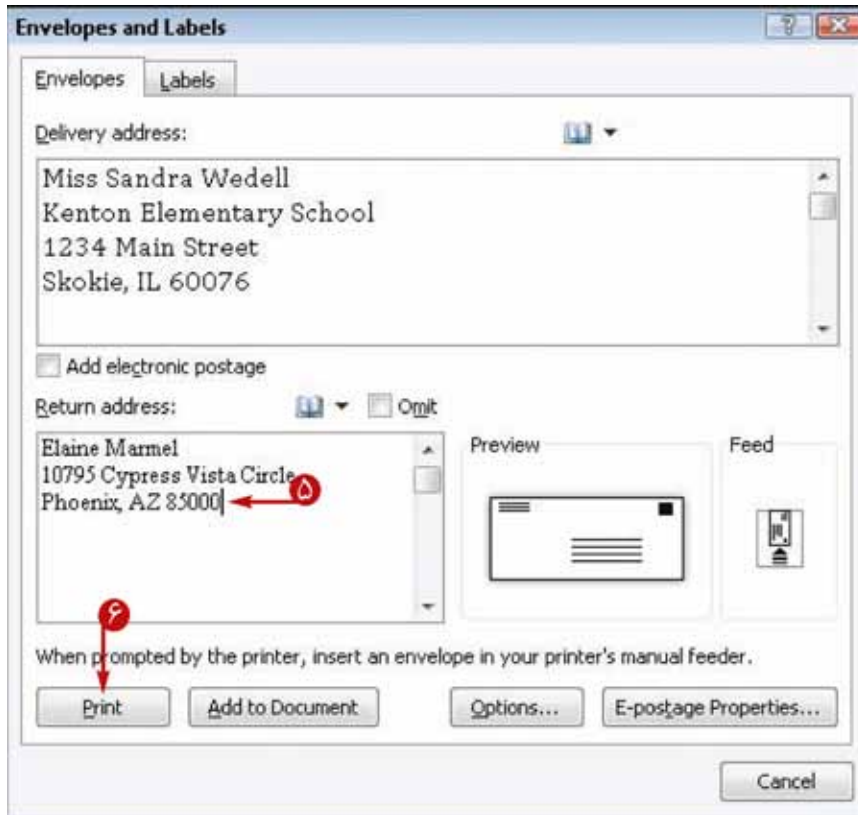 Envelopes and Labels
Envelopes Labels
Delivery address:
Miss Sandra Wedell
Kenton Elementary School
1234 Main Street
Skokie, IL 60076
Add electronic postage
Return address: Omit
Elaine Marmel
10795 Cypress Vista Circle
Phoenix, AZ 85000
۵
Preview
Feed
۶
When prompted by the printer, insert an envelope in your printer's manual feeder.
Print Add to Document Options... E-postage Properties...
Cancel